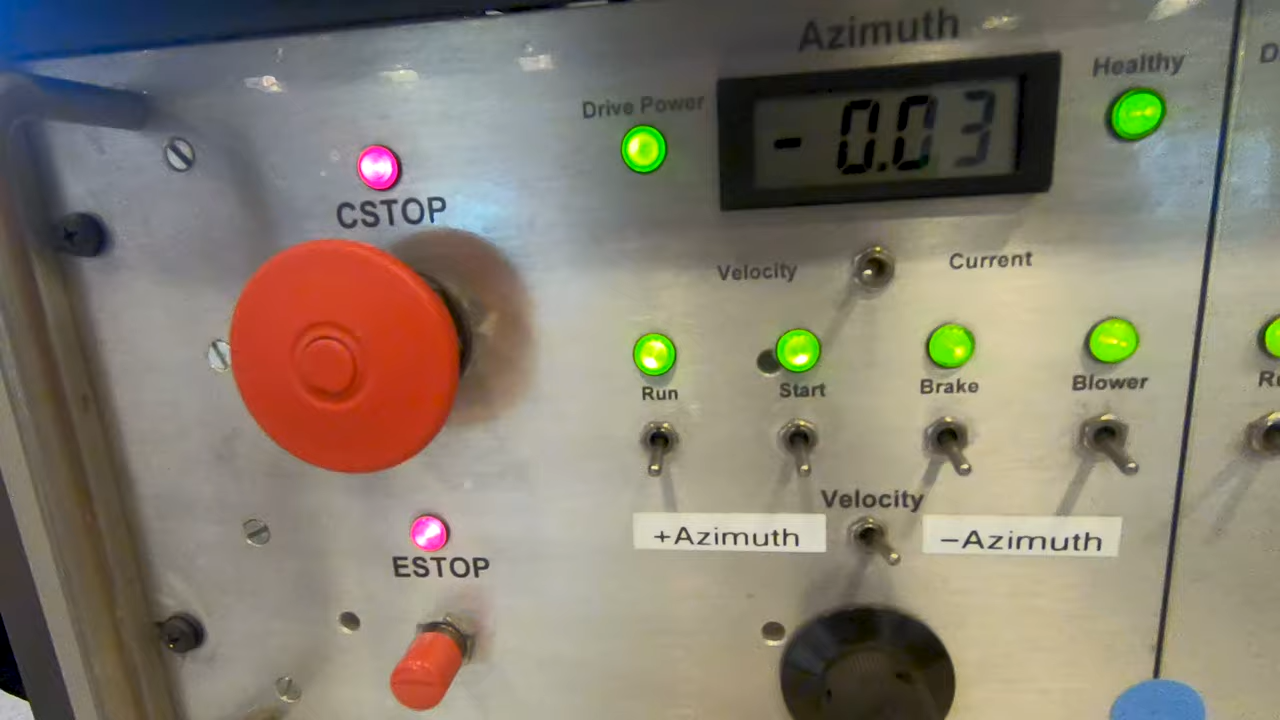 Azimuth
Healthy
Drive Power
- 0.03
CSTOP
Velocity
Current
Run
Start
Brake
Blower
Velocity
+Azimuth
−Azimuth
ESTOP